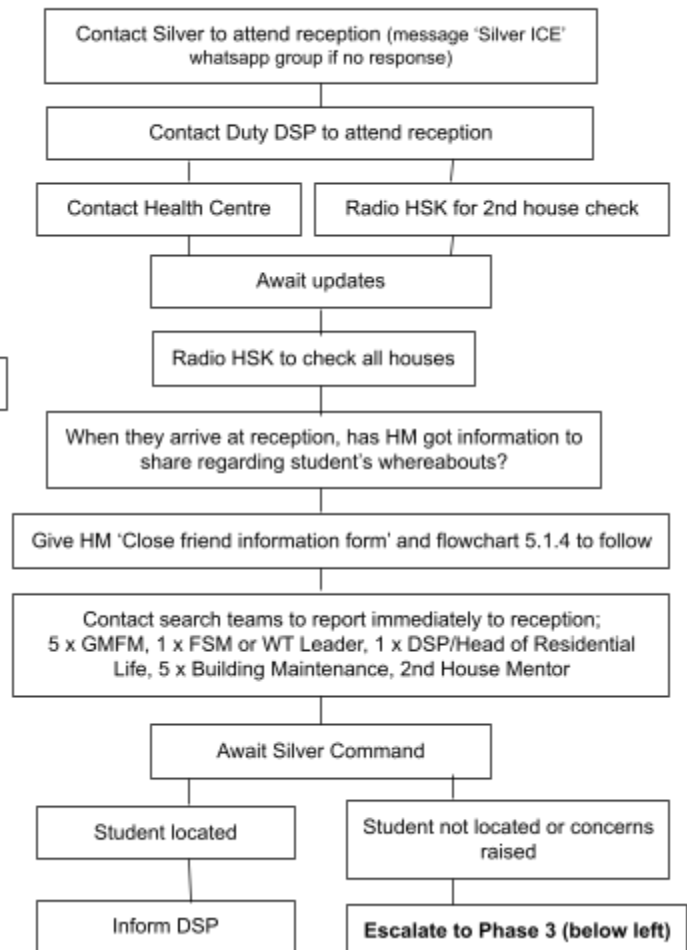 Contact Silver to attend reception (message ‘Silver ICE’
whatsapp group if no response)
Contact Duty DSP to attend reception
Contact Health Centre
Radio HSK for 2nd house check
Await updates
Radio HSK to check all houses
When they arrive at reception, has HM got information to
share regarding student’s whereabouts?
Give HM ‘Close friend information form’ and flowchart 5.1.4 to follow
Contact search teams to report immediately to reception;
5 x GMFM, 1 x FSM or WT Leader, 1 x DSP/Head of Residential
Life, 5 x Building Maintenance, 2nd House Mentor
Await Silver Command
Student located
Student not located or concerns
raised
Inform DSP
Escalate to Phase 3 (below left)